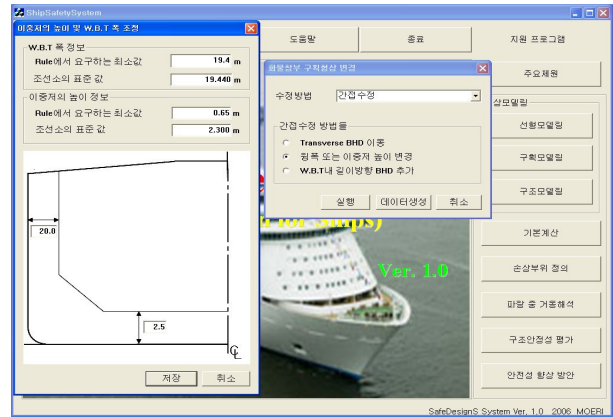 ShipSafetySystem
이중저의 높이 및 W.B.T 폭 조정
W.B.T 폭 정보
Rule에서 요구하는 최소값 19.4 m
조선소의 표준 값 19.440 m
이중저의 높이 정보
Rule에서 요구하는 최소값 0.65 m
조선소의 표준 값 2.300 m
20.0
2.5
저장 취소
도움말 종료 지원 프로그램
화물창부 구획형상 변경
수정방법 간접수정
간접수정 방법들
Transverse BHD 이동
윙폭 또는 이중저 높이 변경
W.B.T내 길이방향 BHD 추가
실행 데이터생성 취소
for Ships)
Ver. 1.0
주요제원
상모델링
선형모델링
구획모델링
구조모델링
기본계산
손상부위 정의
파랑 중 거동해석
구조안정성 평가
안전성 향상 방안
SafeDesignS System Ver. 1.0 2006 MOERI